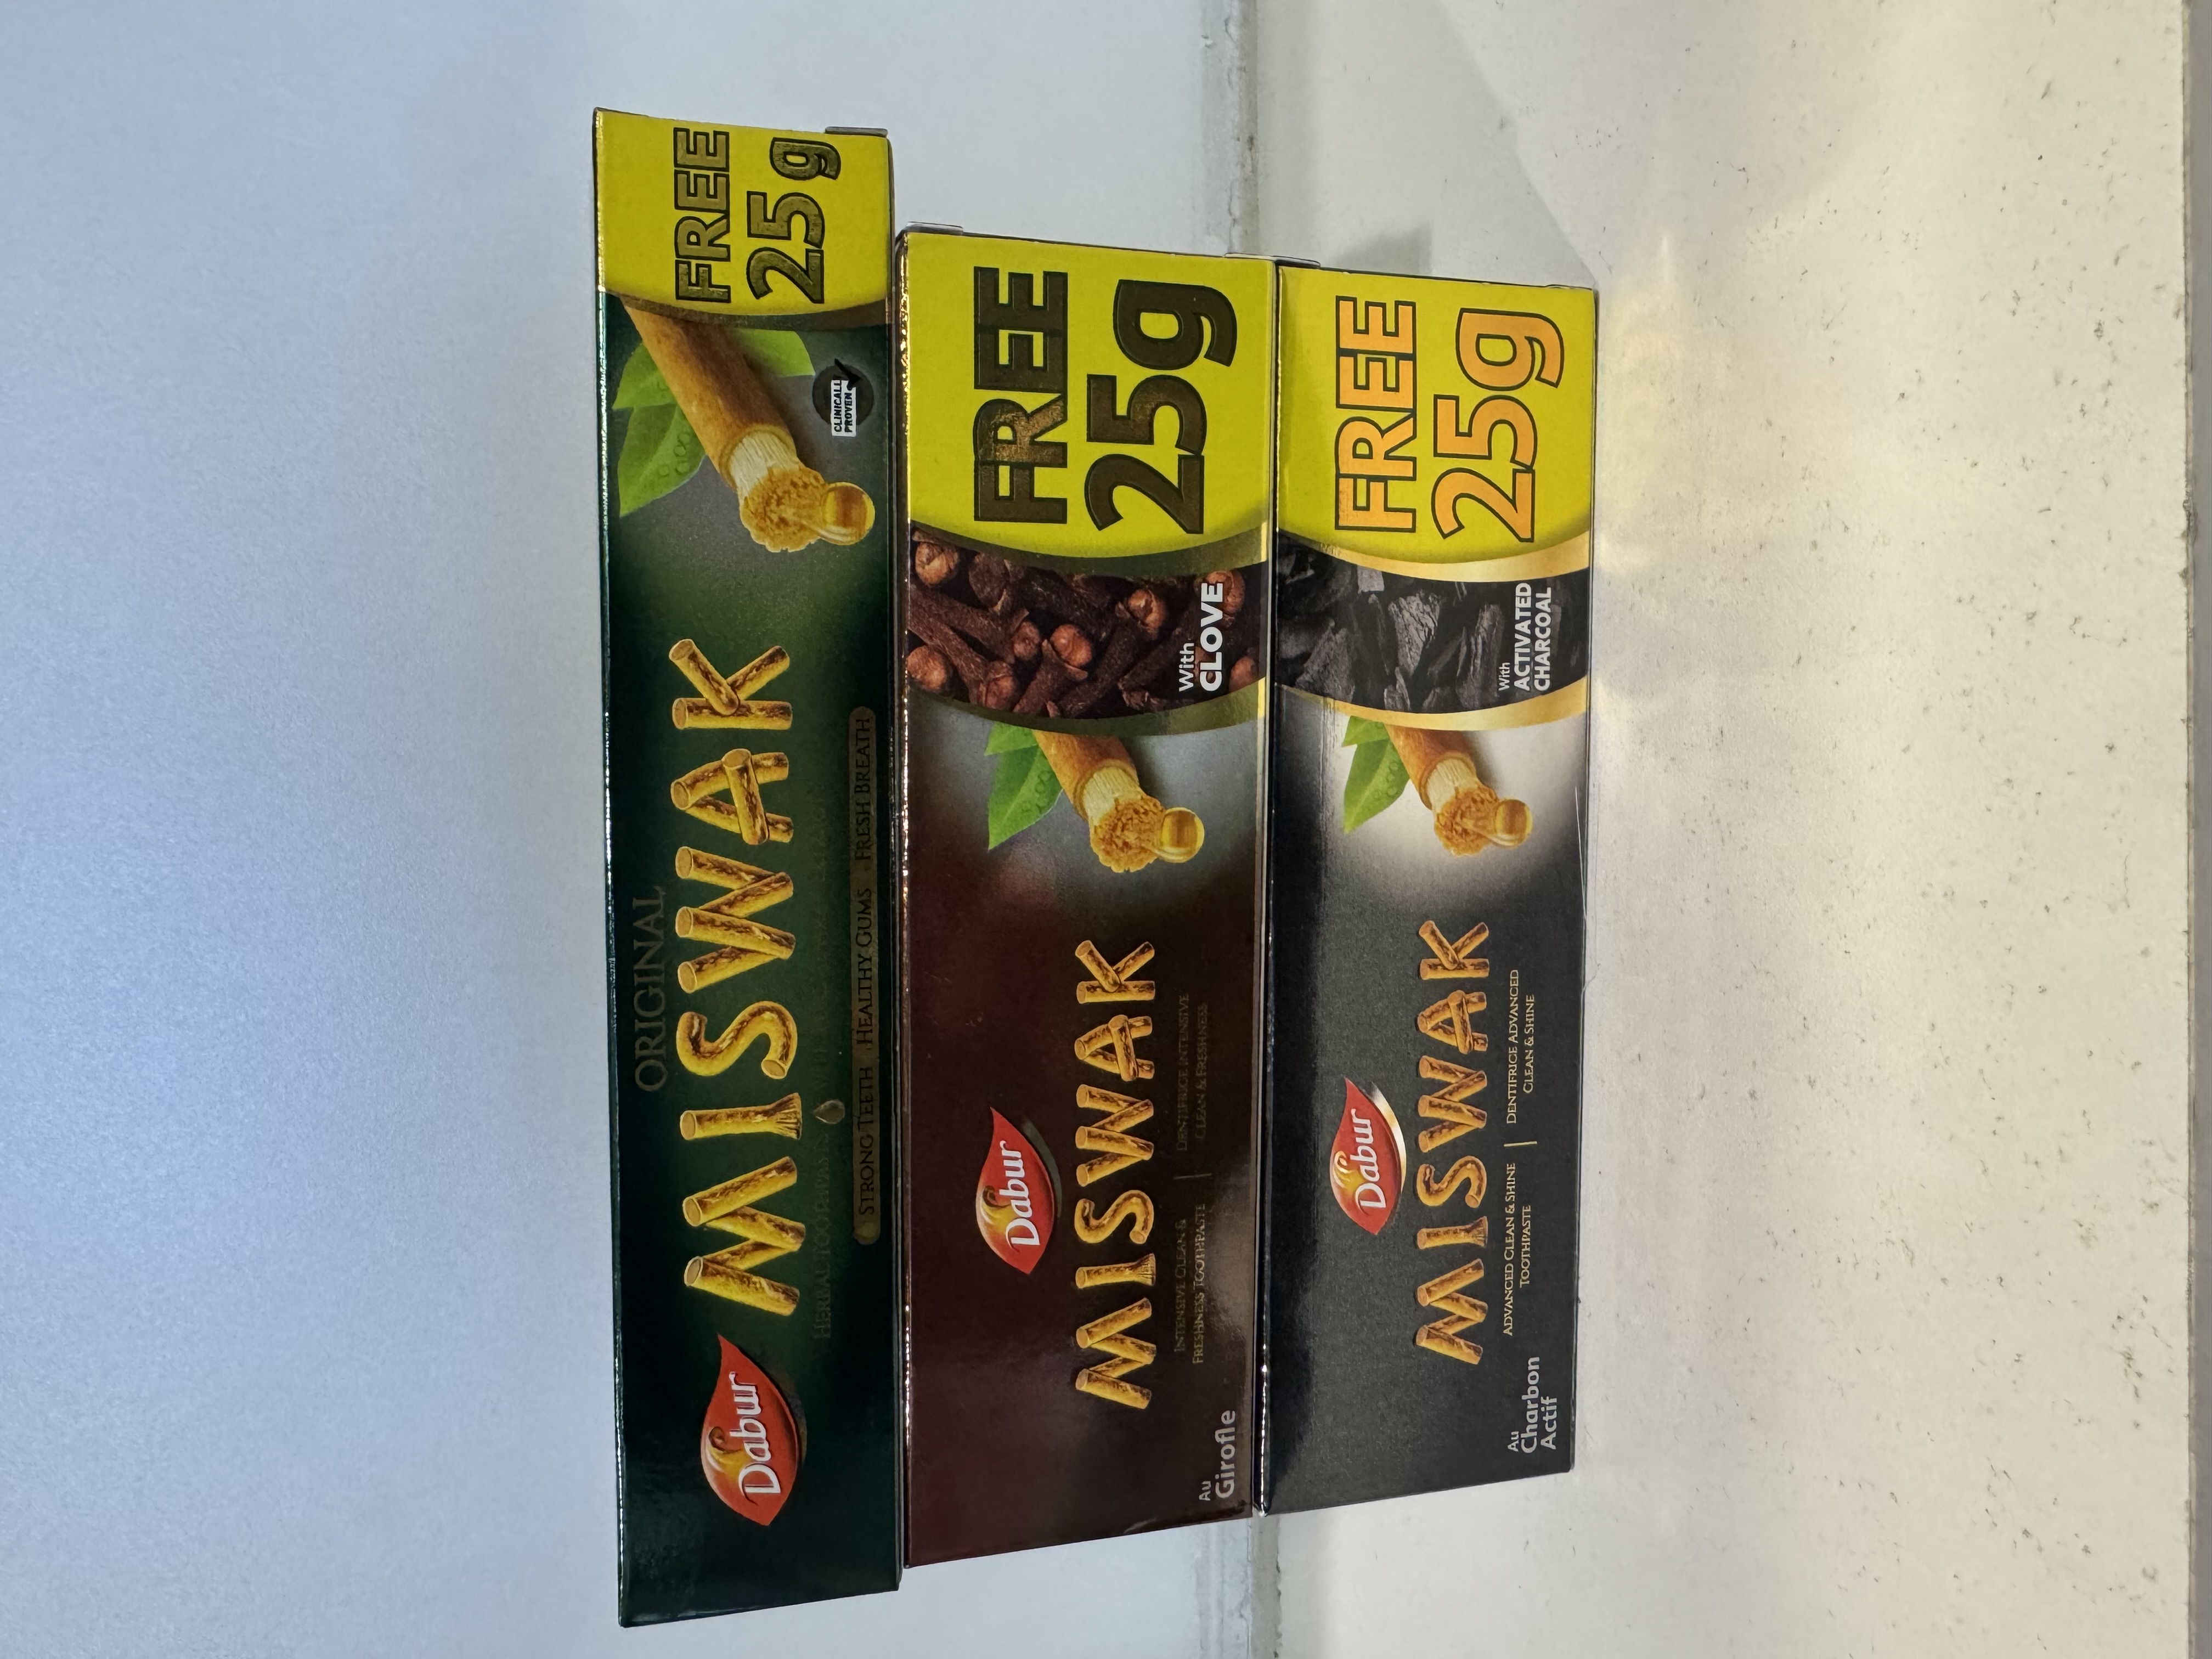 Dabur
ORIGINAL
MISWAK
HERBAL TOOTHPASTE
STRONG TEETH HEALTHY GUMS FRESH BREATH
CLINICALLY
PROVEN
FREE
25g
Dabur
MISWAK
INTENSIVE CLEAN &
FRESHNESS TOOTHPASTE
DENTIFRICE INTENSIVE
CLEAN & FRESHNESS
Au
Girofle
With
CLOVE
FREE
25g
Dabur
MISWAK
ADVANCED CLEAN & SHINE
TOOTHPASTE
DENTIFRICE ADVANCED
CLEAN & SHINE
Au
Charbon
Actif
With
ACTIVATED
CHARCOAL
FREE
25g